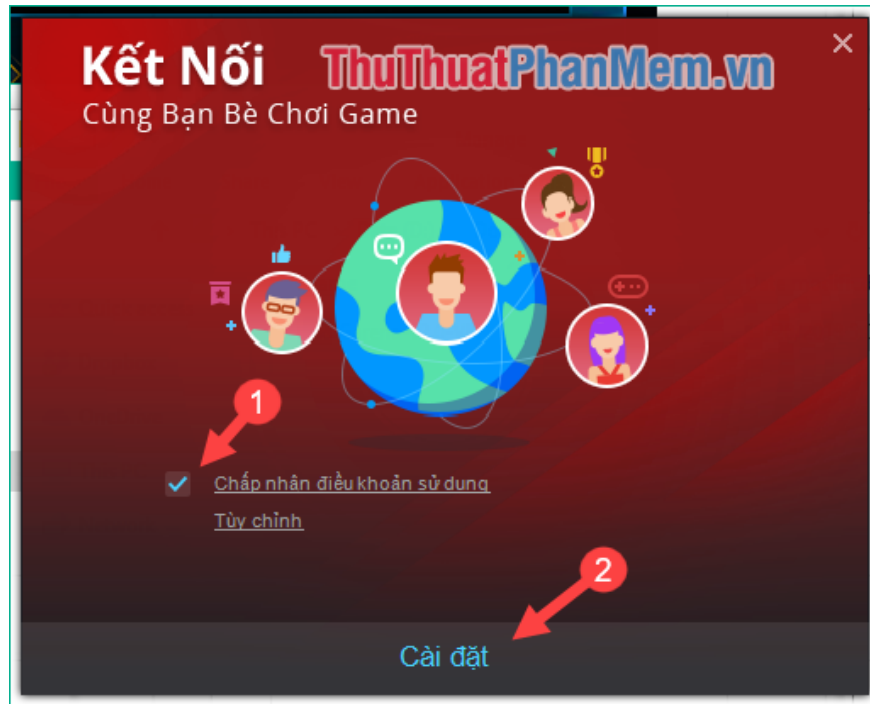 Kết Nối
ThuThuatPhanMem.vn
Cùng Bạn Bè Chơi Game
1
Chấp nhận điều khoản sử dụng
Tùy chỉnh
2
Cài đặt